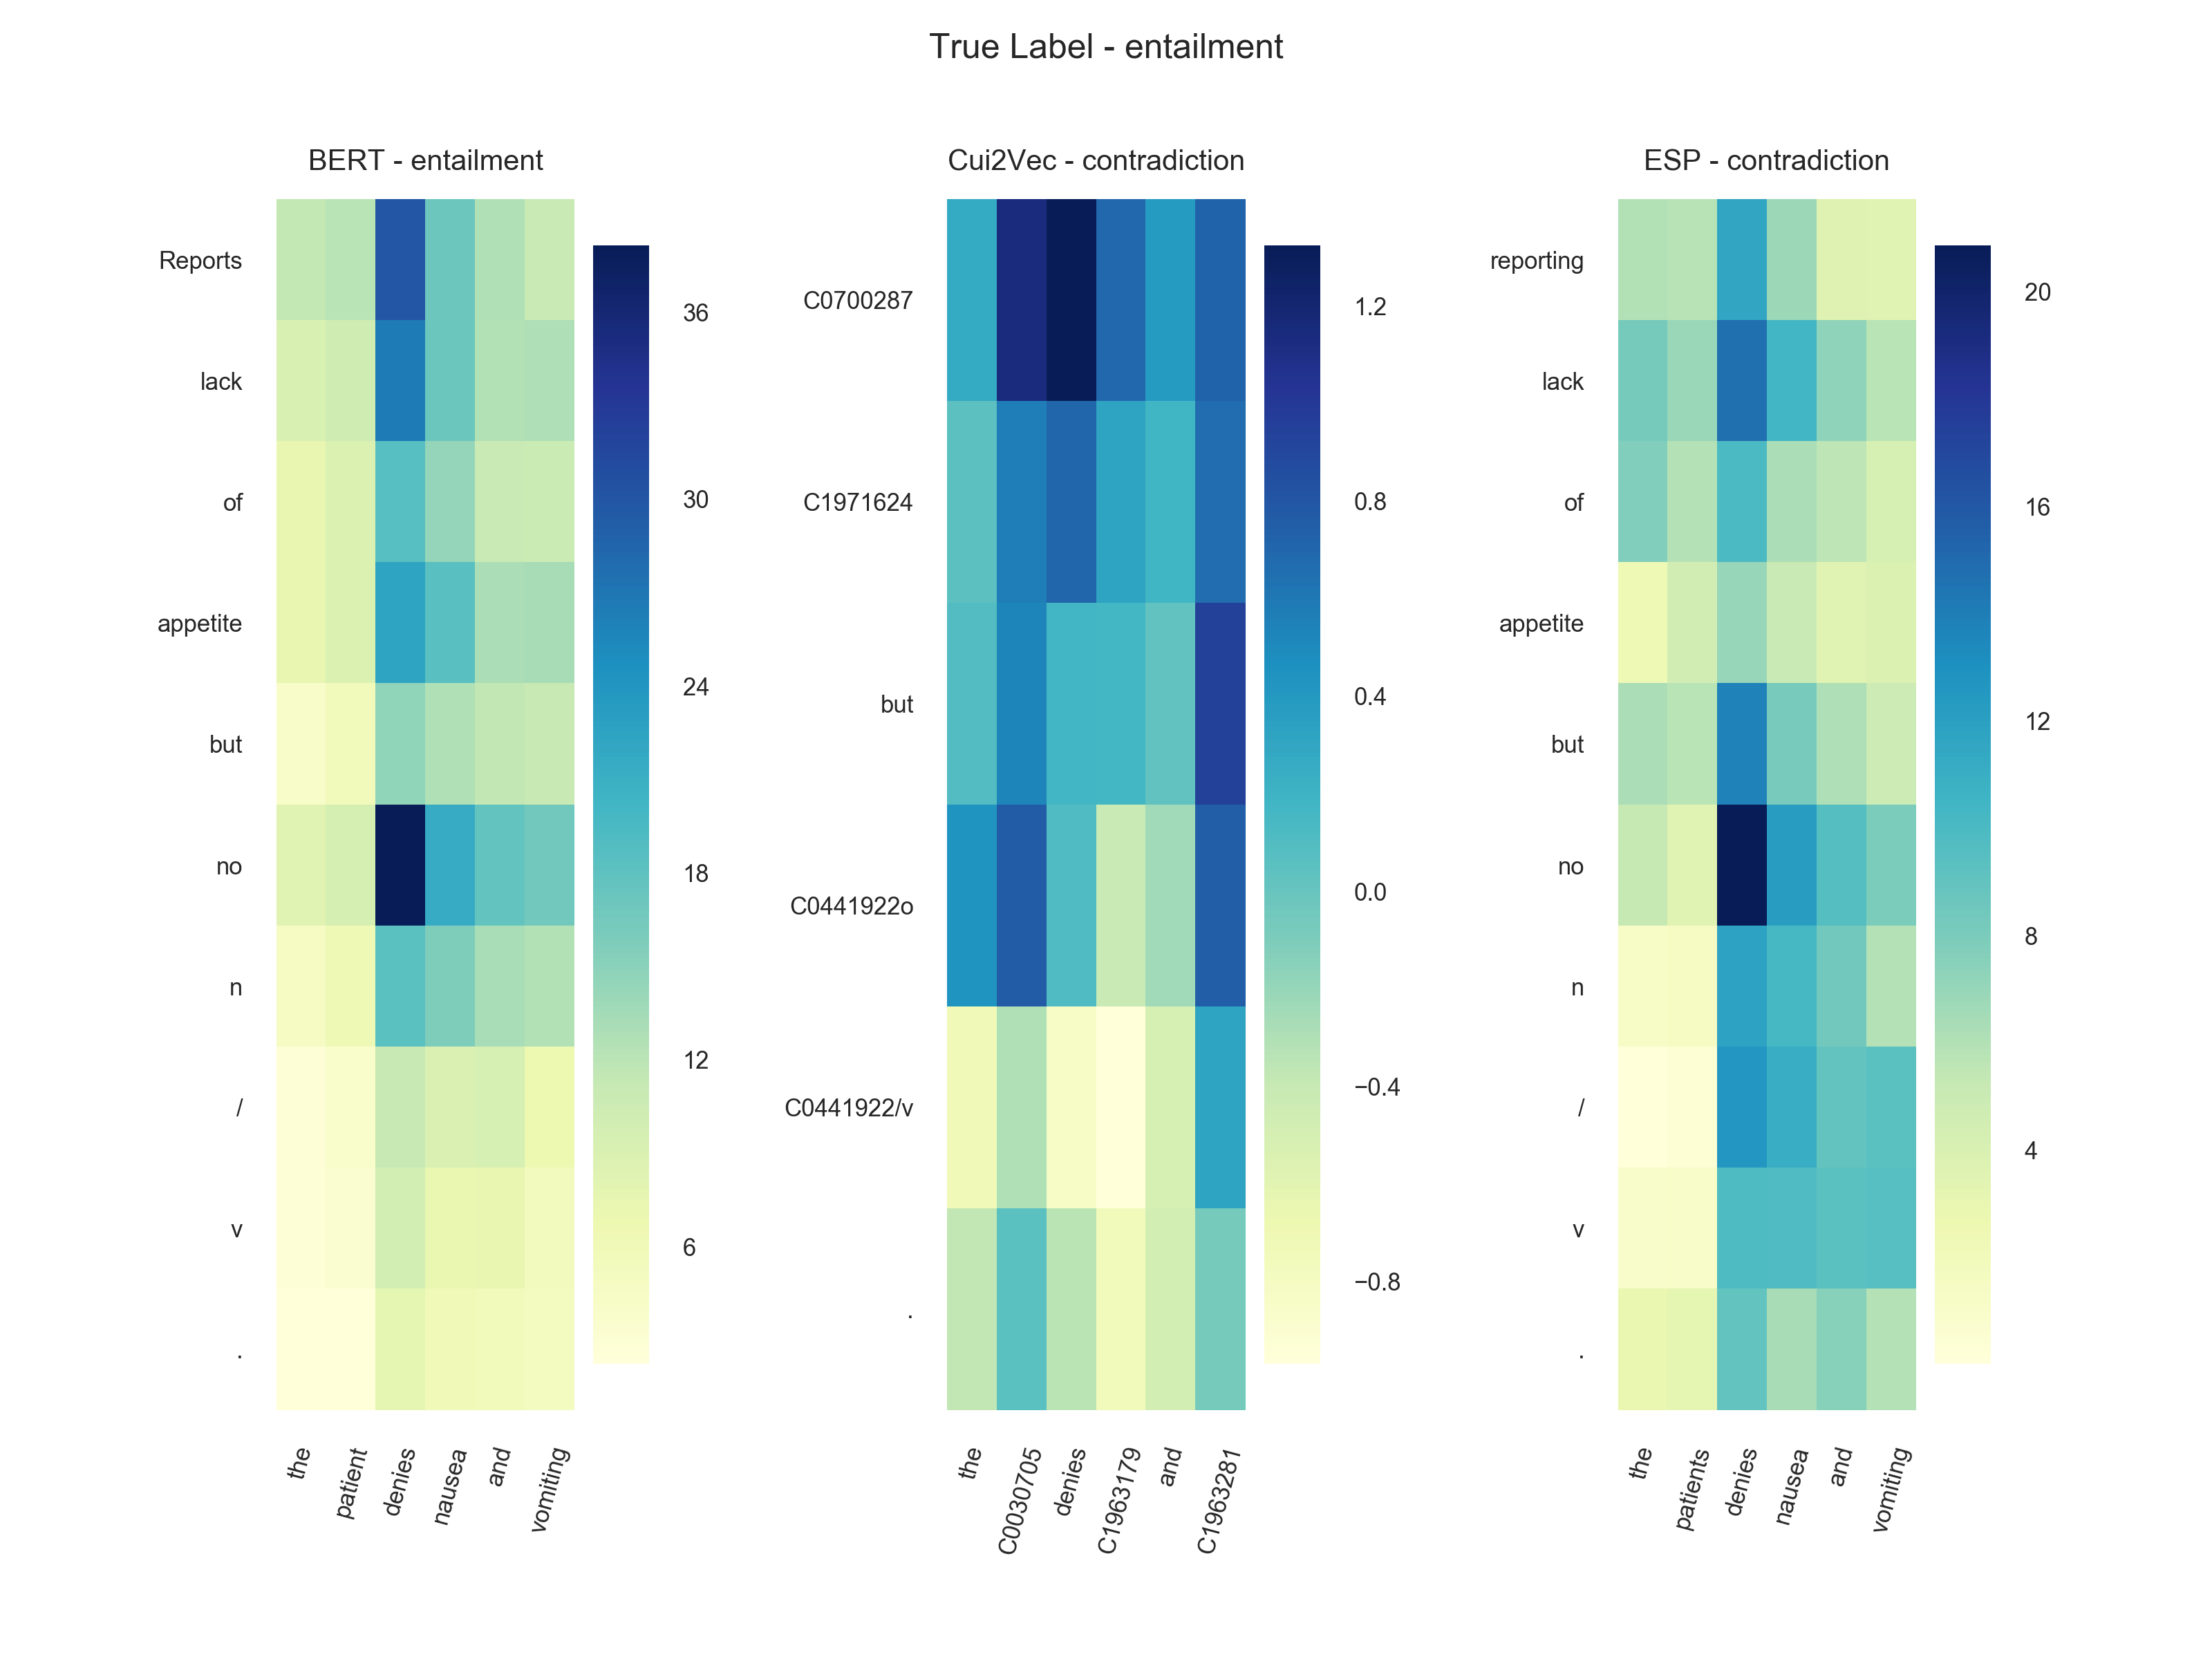 True Label - entailment
BERT - entailment
Reports
lack
of
appetite
but
no
n
/
v
.
the
patient
denies
nausea
and
vomiting
36
30
24
18
12
6
Cui2Vec - contradiction
C0700287
C1971624
but
C0441922o
C0441922/v
.
the
C0030705
denies
C1963179
and
C1963281
1.2
0.8
0.4
0.0
−0.4
−0.8
ESP - contradiction
reporting
lack
of
appetite
but
no
n
/
v
.
the
patients
denies
nausea
and
vomiting
20
16
12
8
4